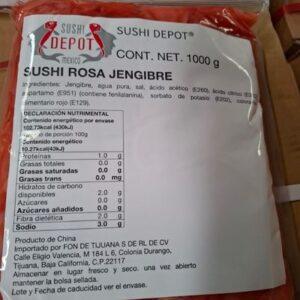 SUSHI
DEPOT
MEXICO
SUSHI DEPOT®
CONT. NET. 1000 g
SUSHI ROSA JENGIBRE
Ingredientes: Jengibre, agua pura, sal, ácido acético (E260), ácido cítrico
aspartamo (E951) (contiene fenilalanina), sorbato de potasio (E202),
alimentario rojo (E129).
DECLARACIÓN NUTRIMENTAL
Contenido energético por envase
102.73kcal (430kJ)
de porción 100g
Contenido energético
10.27kcal(43kJ)
Proteínas 1.0 g
Grasas totales 0.0 g
Grasas saturadas 0.0 g
Grasas trans 0.0 mg
Hidratos de carbono
disponibles 2.0 g
Azúcares 0.0 g
Azúcares añadidos 0.0 g
Fibra dietética 2.0 g
Sodio 3.0 g
Producto de China
Importado por FON DE TIJUANA S DE RL DE CV
Calle Eligio Valencia, M 184 L 6, Colonia Durango,
Tijuana, Baja California, C.P.22117
Almacenar en lugar fresco y seco. una vez abierto
mantener la bolsa sellada.
Lote y Fecha de caducidad ver el envase.